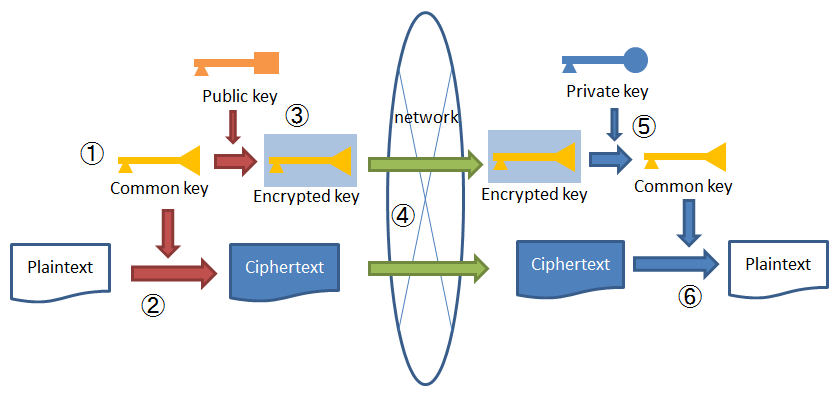 Public key
Private key
③
network
⑤
①
Common key
Encrypted key
Encrypted key
Common key
④
Plaintext
Ciphertext
Ciphertext
Plaintext
②
⑥